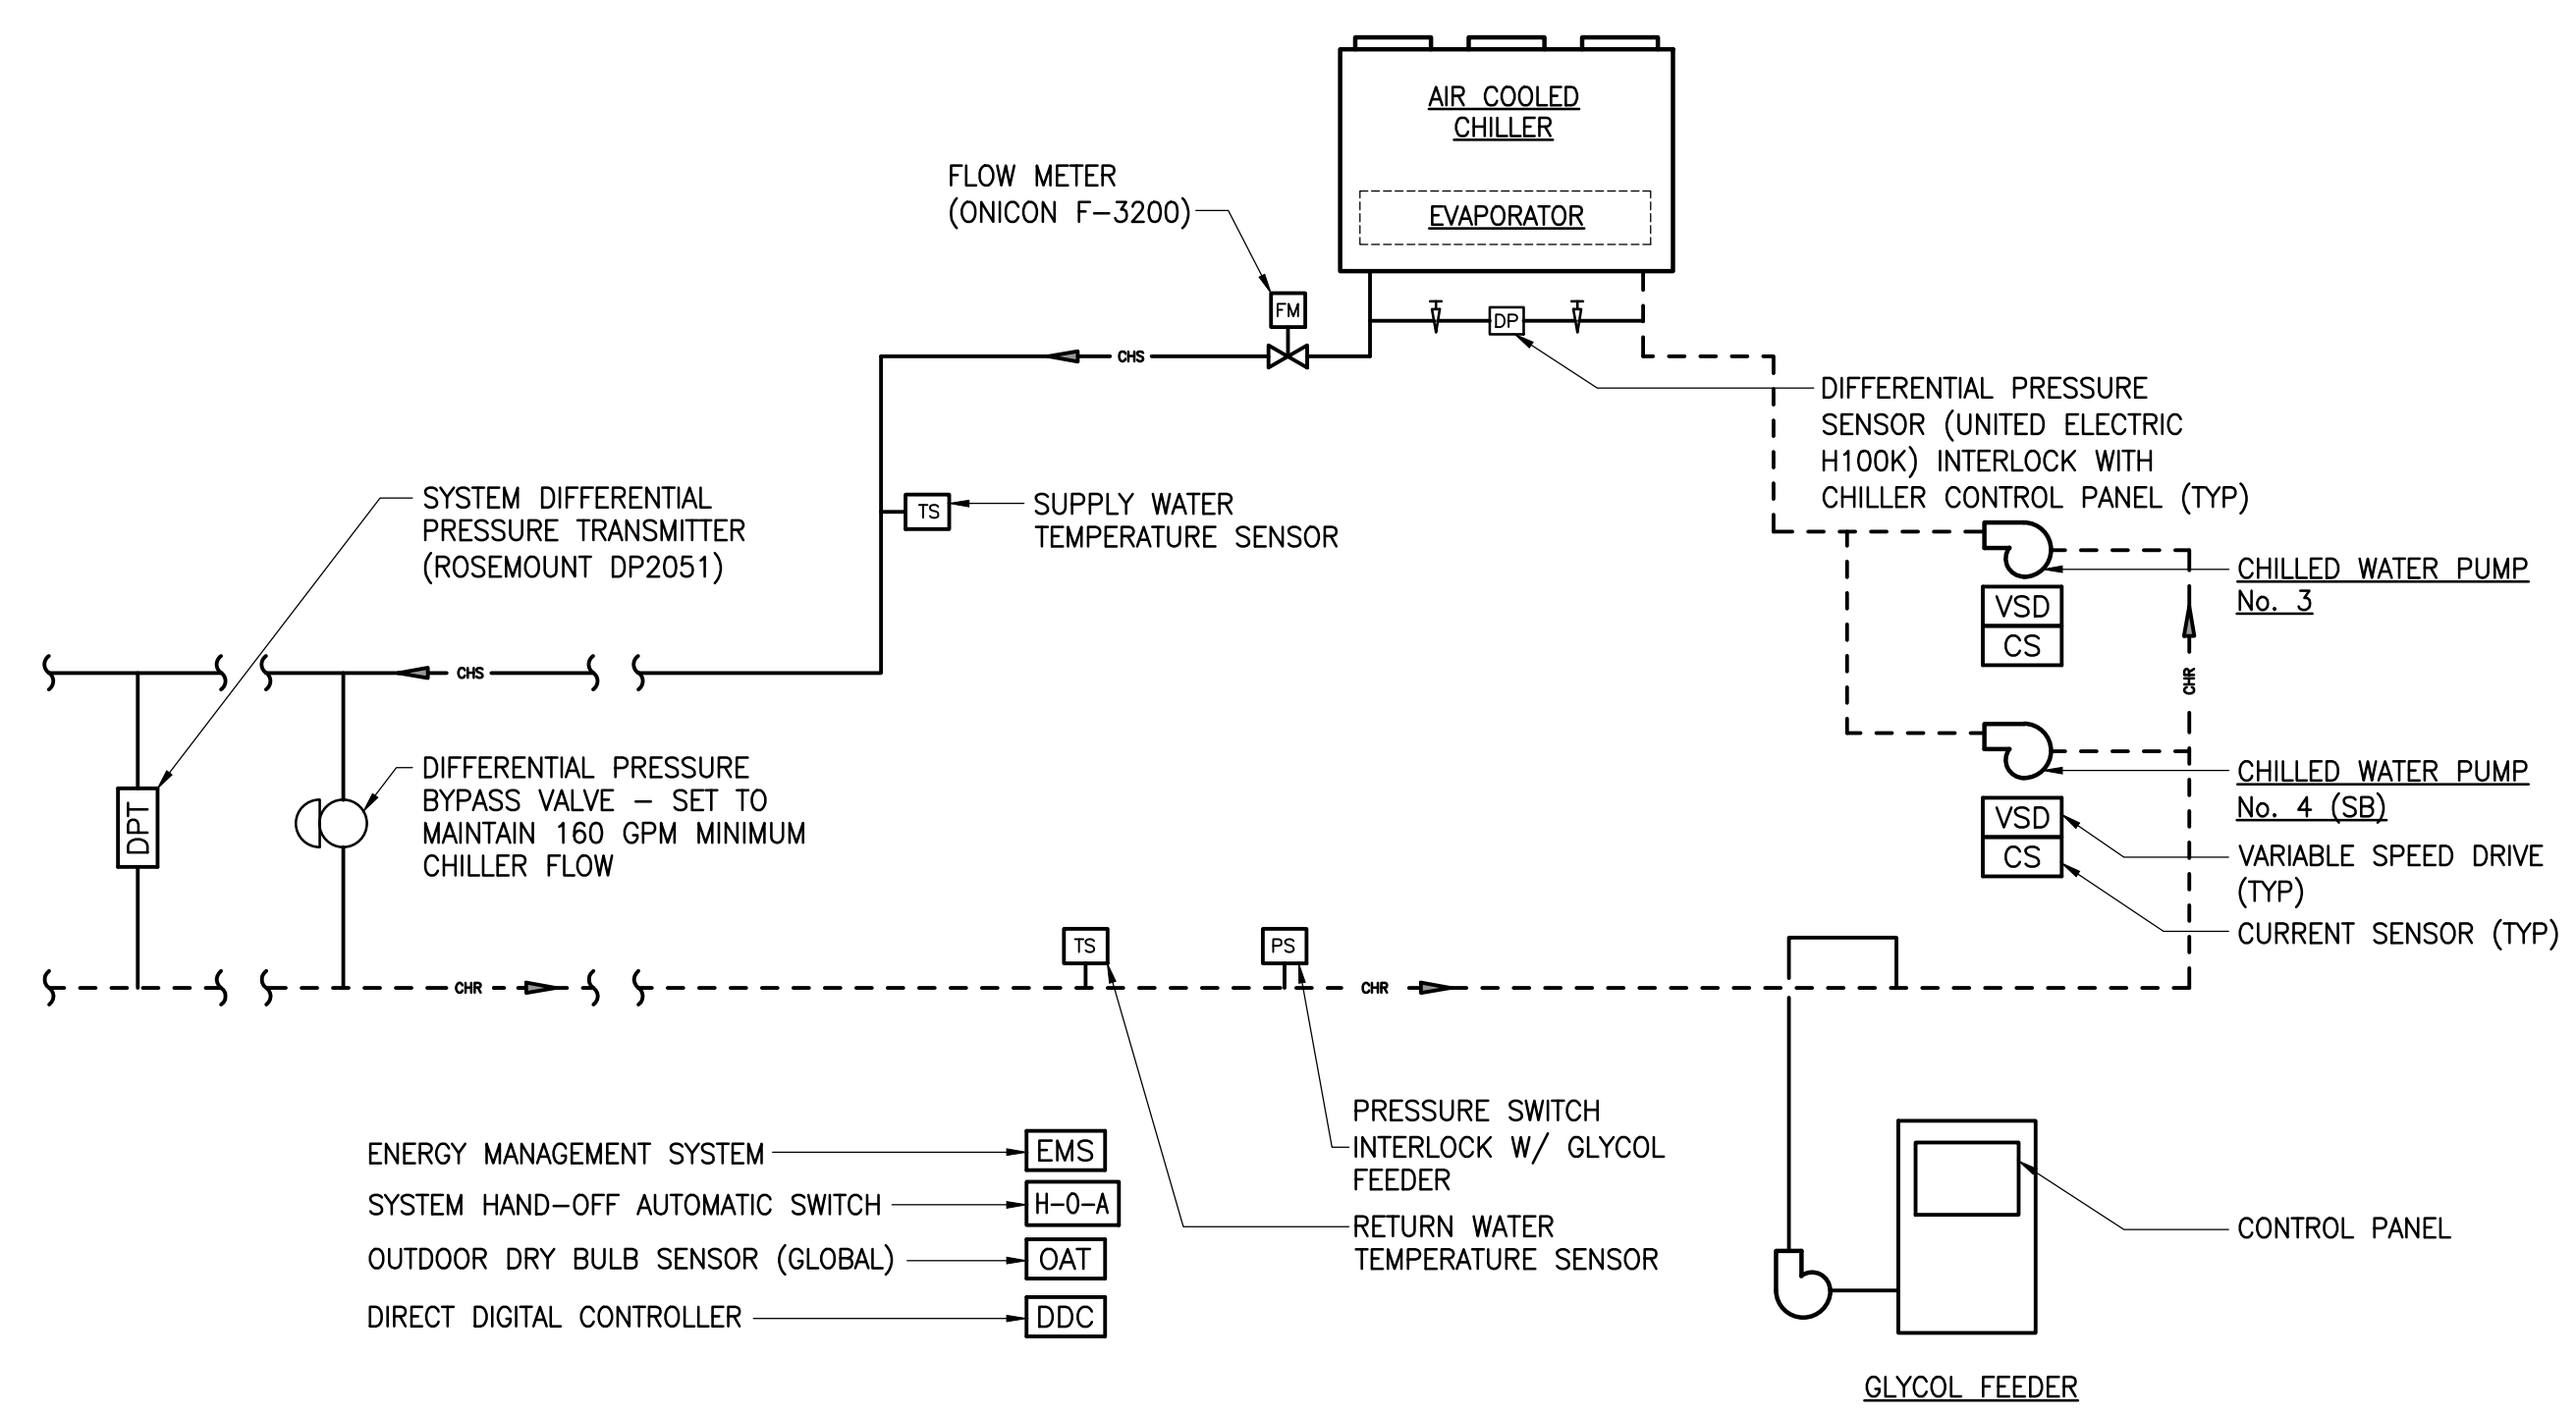 AIR COOLED
CHILLER
EVAPORATOR
FLOW METER
(ONICON F-3200)
FM
DP
CHS
DIFFERENTIAL PRESSURE
SENSOR (UNITED ELECTRIC
H100K) INTERLOCK WITH
CHILLER CONTROL PANEL (TYP)
SYSTEM DIFFERENTIAL
PRESSURE TRANSMITTER
(ROSEMOUNT DP2051)
TS
SUPPLY WATER
TEMPERATURE SENSOR
CHILLED WATER PUMP
No. 3
VSD
CS
CHS
CHR
DIFFERENTIAL PRESSURE
BYPASS VALVE - SET TO
MAINTAIN 160 GPM MINIMUM
CHILLER FLOW
DPT
CHILLED WATER PUMP
No. 4 (SB)
VSD
CS
VARIABLE SPEED DRIVE
(TYP)
CURRENT SENSOR (TYP)
TS
PS
CHR
CHR
PRESSURE SWITCH
INTERLOCK W/ GLYCOL
FEEDER
RETURN WATER
TEMPERATURE SENSOR
ENERGY MANAGEMENT SYSTEM
EMS
SYSTEM HAND-OFF AUTOMATIC SWITCH
H-O-A
OUTDOOR DRY BULB SENSOR (GLOBAL)
OAT
DIRECT DIGITAL CONTROLLER
DDC
CONTROL PANEL
GLYCOL FEEDER